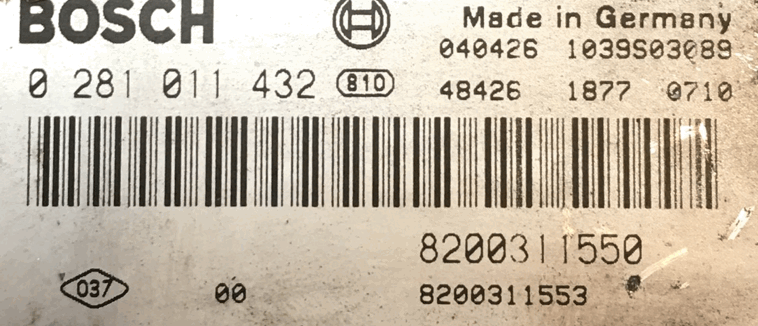 BOSCH Made in Germany
040426 1039S03089
0 281 011 432 810 48426 1877 0710
8200311550
037 00 8200311553